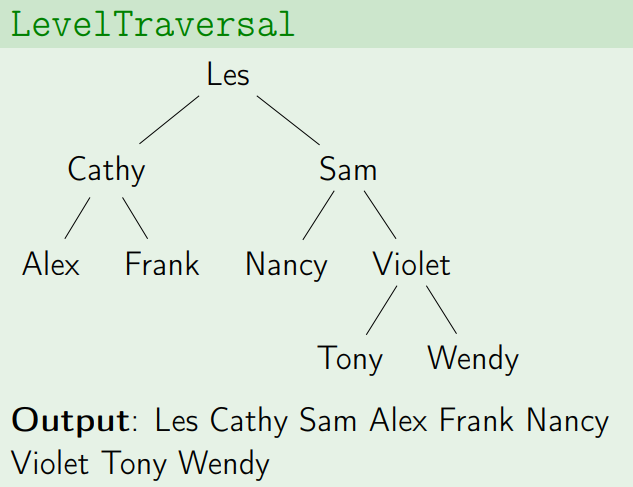 LevelTraversal
Les
Cathy Sam
Alex Frank Nancy Violet
Tony Wendy
Output: Les Cathy Sam Alex Frank Nancy
Violet Tony Wendy